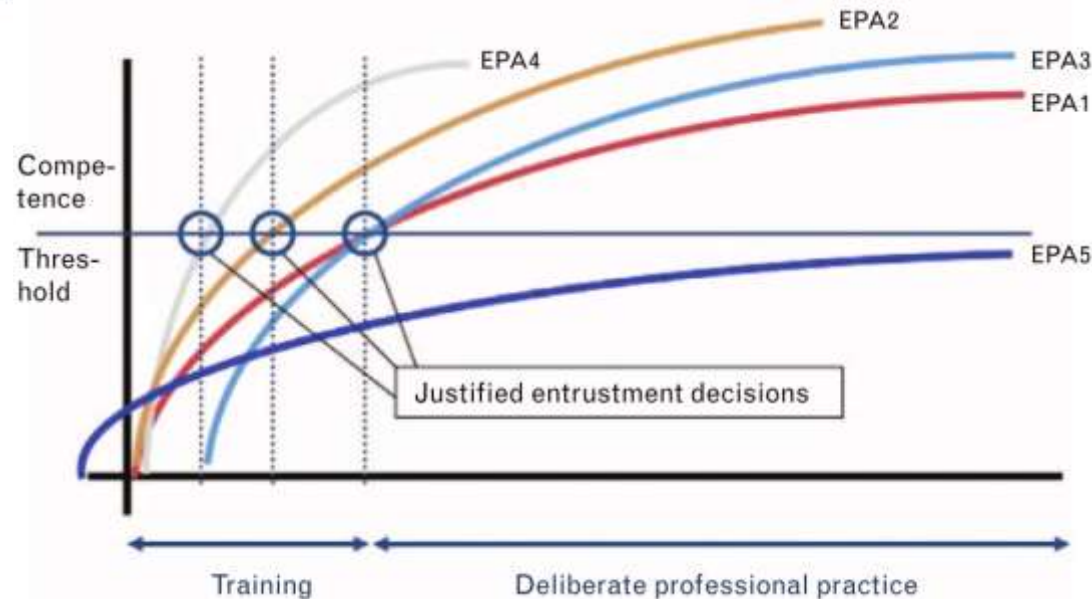 EPA2
EPA4
EPA3
EPA1
Compe-
tence
Thres-
hold
EPA5
Justified entrustment decisions
Training
Deliberate professional practice